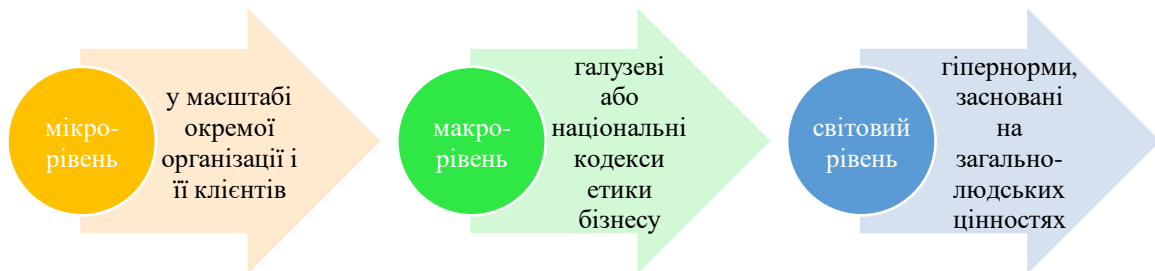 мікро-
рівень
у масштабі
окремої
організації і
її клієнтів
макро-
рівень
галузеві
або
національні
кодекси
етики
бізнесу
світовий
рівень
гіпернорми,
засновані
на
загально-
людських
цінностях